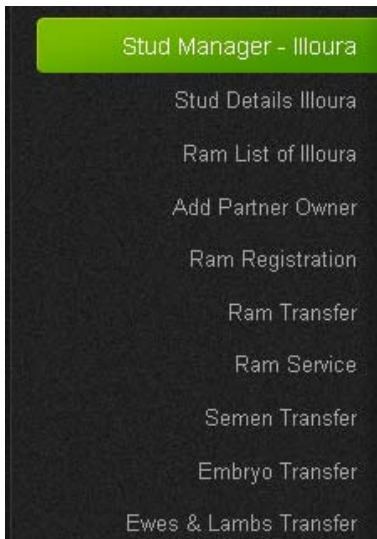 Stud Manager - Illoura
Stud Details Illoura
Ram List of Illoura
Add Partner Owner
Ram Registration
Ram Transfer
Ram Service
Semen Transfer
Embryo Transfer
Ewes & Lambs Transfer